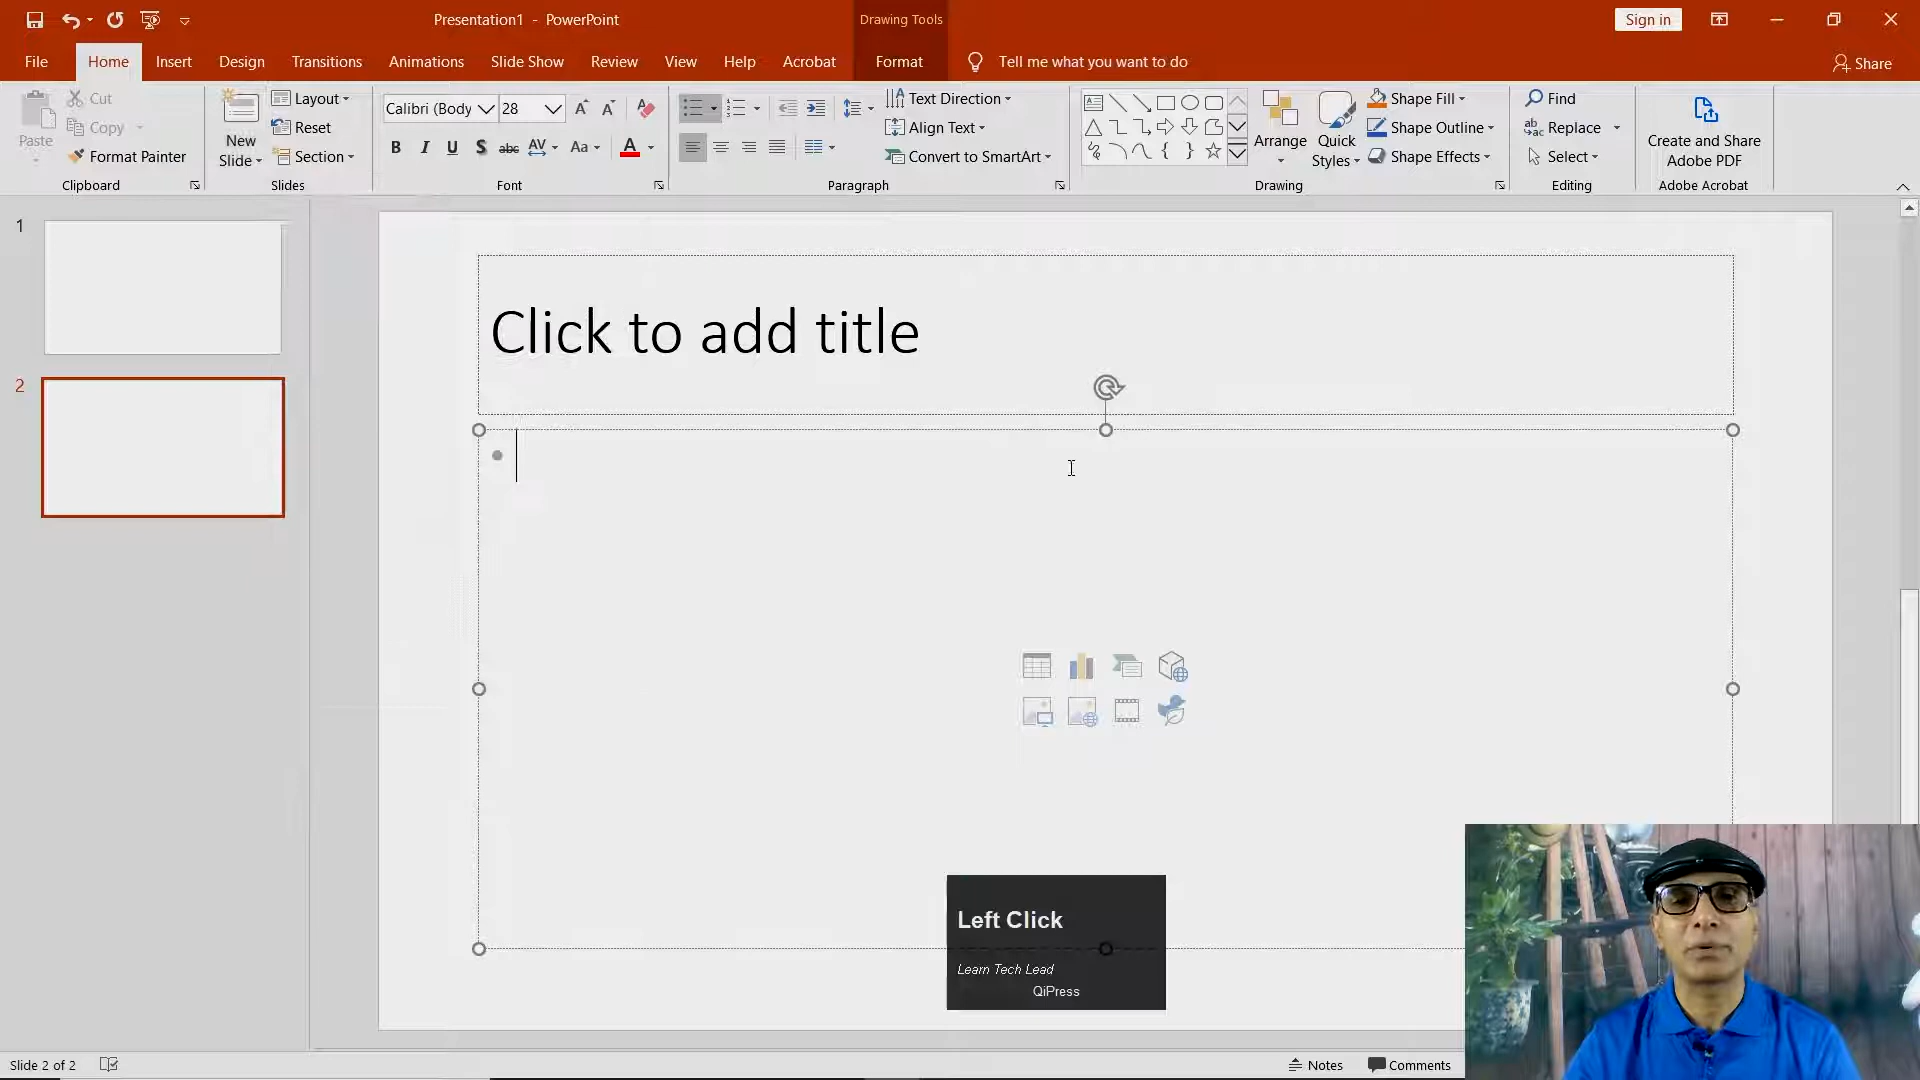 Presentation1 - PowerPoint
Drawing Tools
Sign in
File
Home
Insert
Design
Transitions
Animations
Slide Show
Review
View
Help
Acrobat
Format
Tell me what you want to do
Share
Paste
Cut
Copy
Format Painter
Clipboard
New
Slide
Layout
Reset
Section
Slides
Calibri (Body
28
B
I
U
S
abc
AV
Aa
A
Font
Text Direction
Align Text
Convert to SmartArt
Paragraph
Arrange
Quick
Styles
Shape Fill
Shape Outline
Shape Effects
Drawing
Find
Replace
Select
Editing
Create and Share
Adobe PDF
Adobe Acrobat
1
2
Click to add title
Left Click
Learn Tech Lead
QiPress
Slide 2 of 2
Notes
Comments